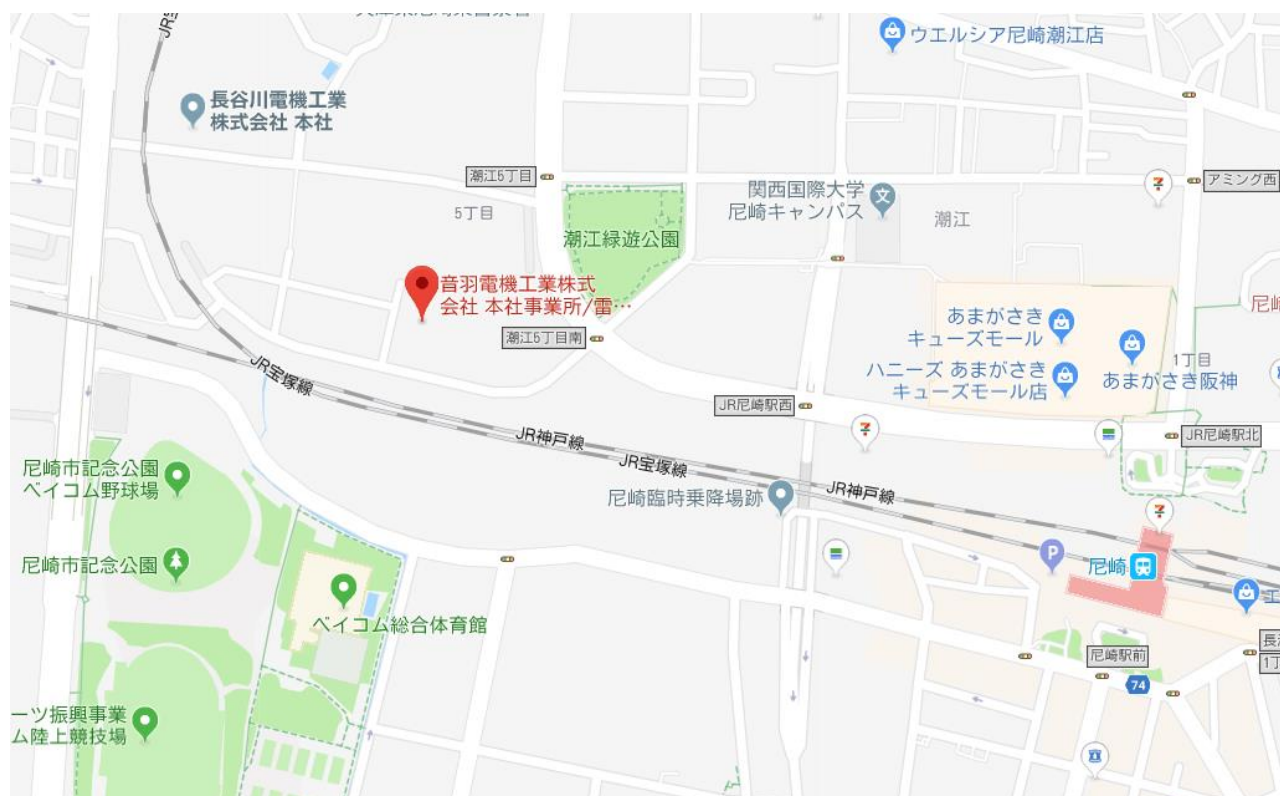 ウエルシア尼崎潮江店
長谷川電機工業
株式会社 本社
潮江5丁目
アミング西
関西国際大学
尼崎キャンパス
5丁目
潮江
潮江緑遊公園
音羽電機工業株式
会社 本社事業所/雷…
あまがさき
キューズモール
潮江5丁目南
1丁目
ハニーズ あまがさき
キューズモール店
あまがさき阪神
JR宝塚線
JR尼崎駅西
JR神戸線
JR尼崎駅北
JR宝塚線
尼崎市記念公園
ベイコム野球場
尼崎臨時乗降場跡
JR神戸線
尼崎市記念公園
P
尼崎
ベイコム総合体育館
尼崎駅前
74
ーツ振興事業
ム陸上競技場